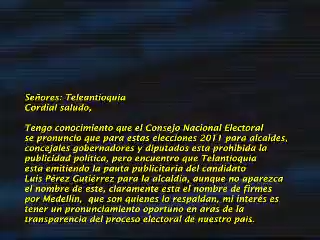 Señores: Teleantioquia
Cordial saludo,
Tengo conocimiento que el Consejo Nacional Electoral
se pronuncio que para estas elecciones 2011 para alcaldes,
concejales gobernadores y diputados esta prohibida la
publicidad política, pero encuentro que Telantioquia
esta emitiendo la pauta publicitaria del candidato
Luis Pérez Gutiérrez para la alcaldía, aunque no aparezca
el nombre de este, claramente esta el nombre de firmes
por Medellín, que son quienes lo respaldan, mi interés es
tener un pronunciamiento oportuno en aras de la
transparencia del proceso electoral de nuestro país.